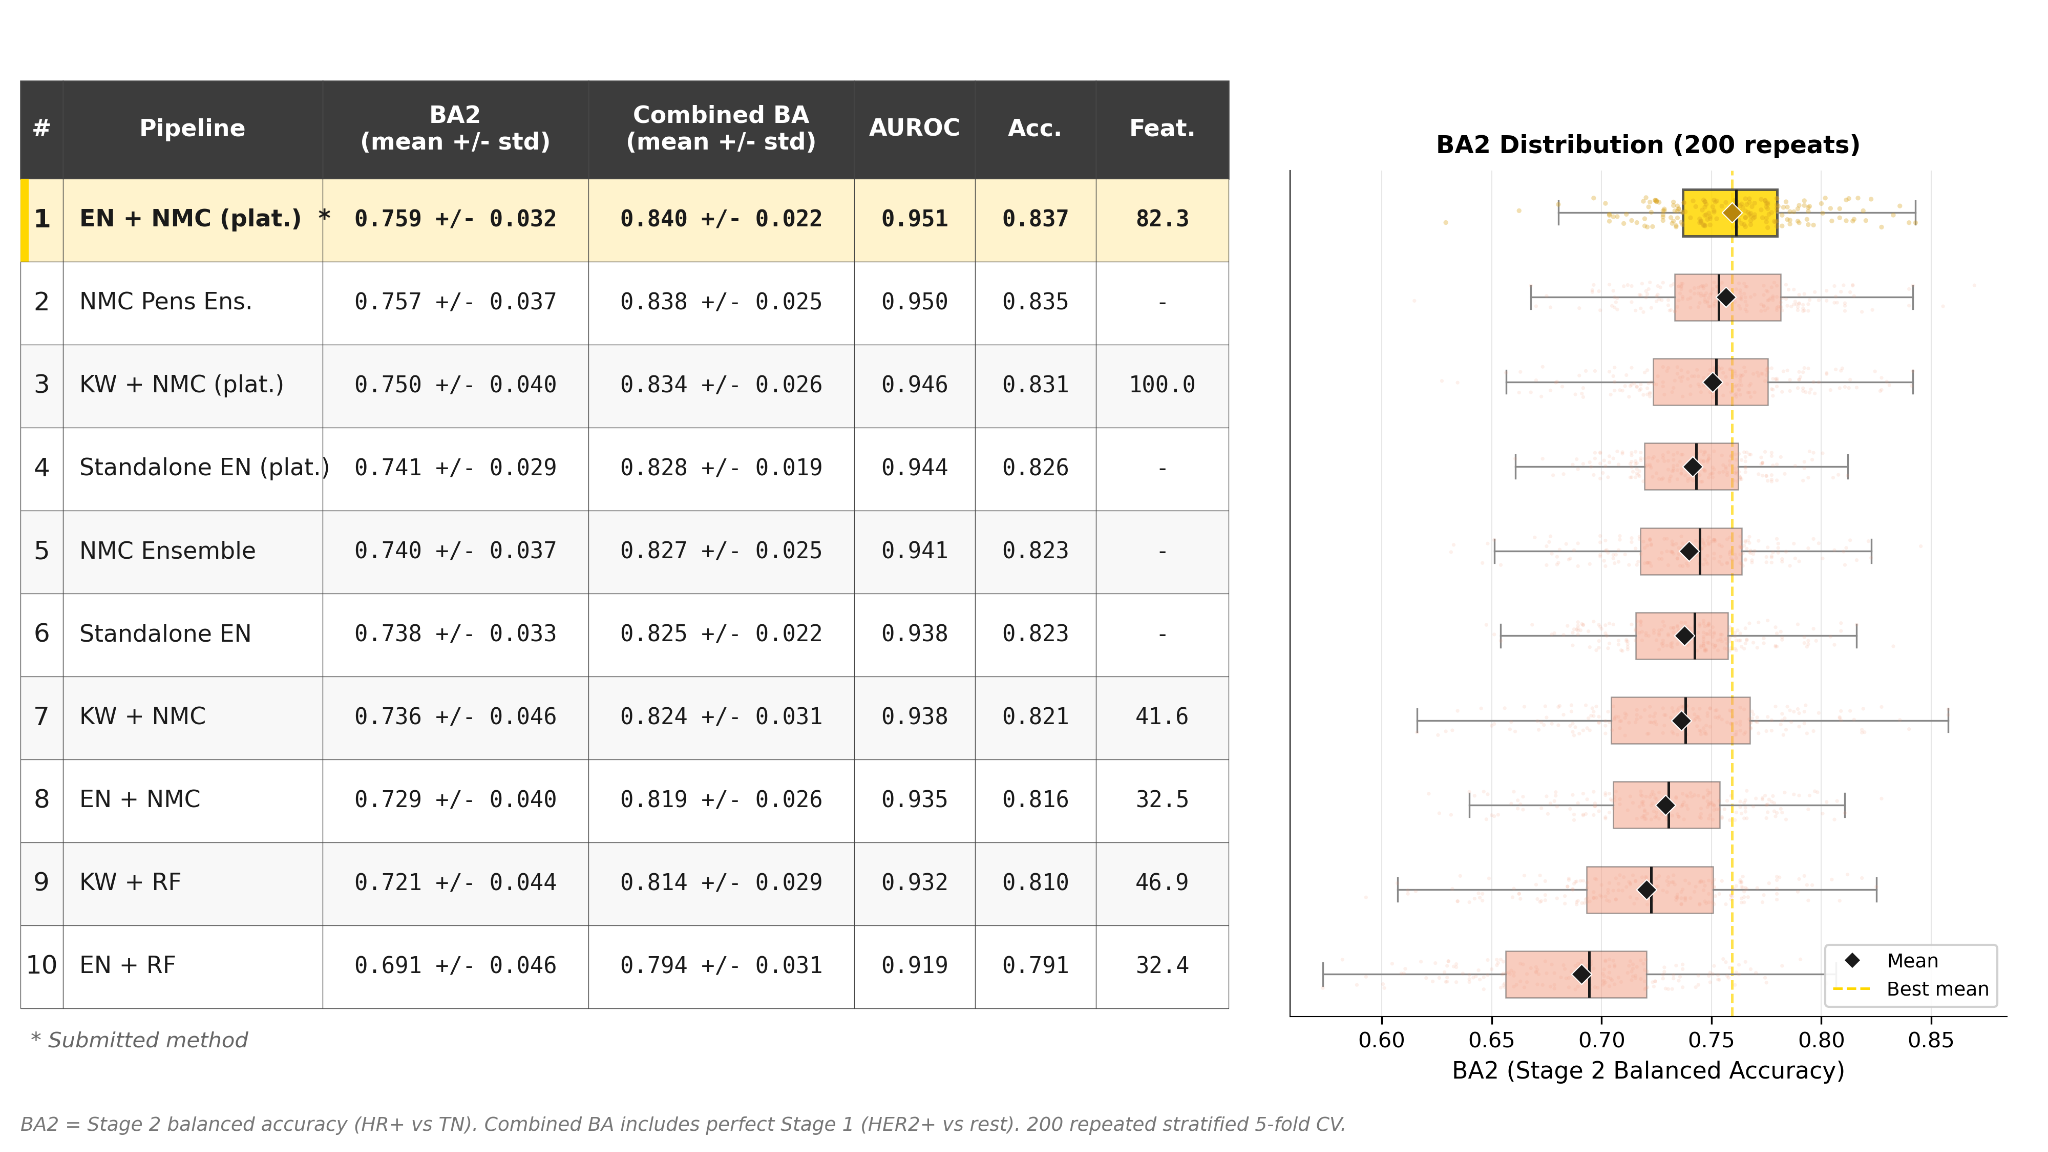 # Pipeline BA2 (mean +/- std) Combined BA (mean +/- std) AUROC Acc. Feat.
1 EN + NMC (plat.) * 0.759 +/- 0.032 0.840 +/- 0.022 0.951 0.837 82.3
2 NMC Pens Ens. 0.757 +/- 0.037 0.838 +/- 0.025 0.950 0.835 -
3 KW + NMC (plat.) 0.750 +/- 0.040 0.834 +/- 0.026 0.946 0.831 100.0
4 Standalone EN (plat.) 0.741 +/- 0.029 0.828 +/- 0.019 0.944 0.826 -
5 NMC Ensemble 0.740 +/- 0.037 0.827 +/- 0.025 0.941 0.823 -
6 Standalone EN 0.738 +/- 0.033 0.825 +/- 0.022 0.938 0.823 -
7 KW + NMC 0.736 +/- 0.046 0.824 +/- 0.031 0.938 0.821 41.6
8 EN + NMC 0.729 +/- 0.040 0.819 +/- 0.026 0.935 0.816 32.5
9 KW + RF 0.721 +/- 0.044 0.814 +/- 0.029 0.932 0.810 46.9
10 EN + RF 0.691 +/- 0.046 0.794 +/- 0.031 0.919 0.791 32.4
* Submitted method
BA2 Distribution (200 repeats)
Mean
Best mean
0.60 0.65 0.70 0.75 0.80 0.85
BA2 (Stage 2 Balanced Accuracy)
BA2 = Stage 2 balanced accuracy (HR+ vs TN). Combined BA includes perfect Stage 1 (HER2+ vs rest). 200 repeated stratified 5-fold CV.